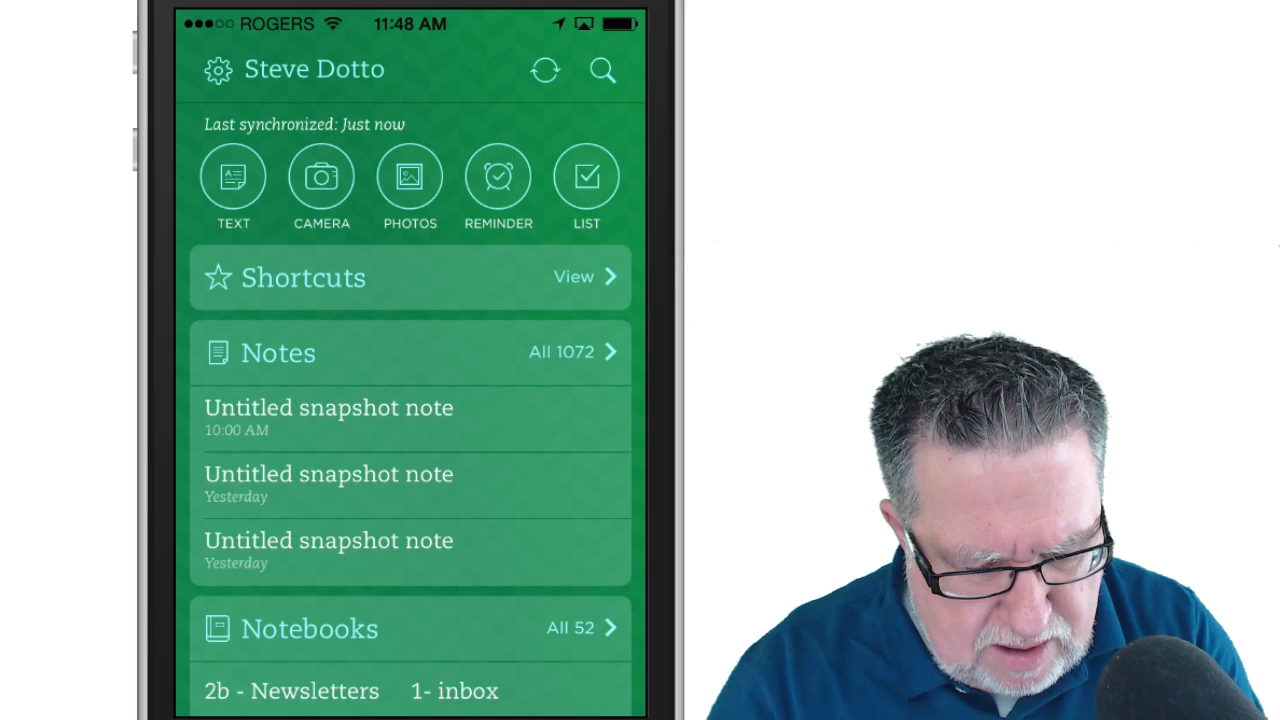 ROGERS 11:48 AM
Steve Dotto
Last synchronized: Just now
TEXT CAMERA PHOTOS REMINDER LIST
Shortcuts View
Notes All 1072
Untitled snapshot note
10:00 AM
Untitled snapshot note
Yesterday
Untitled snapshot note
Yesterday
Notebooks All 52
2b - Newsletters 1- inbox